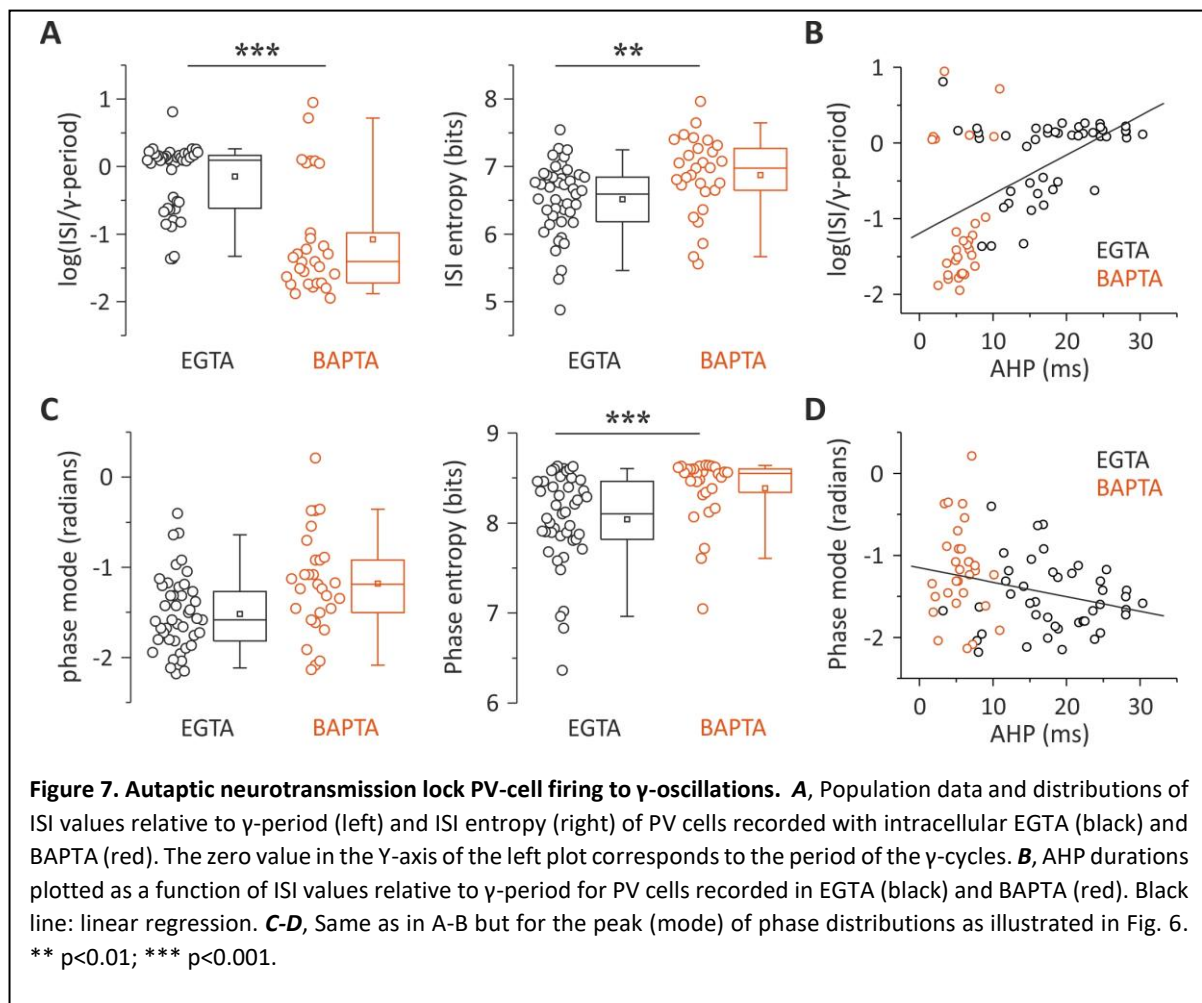 A
B
***
**
1
0
-1
-2
log(ISI/γ-period)
EGTA
BAPTA
8
7
6
5
ISI entropy (bits)
EGTA
BAPTA
1
0
-1
-2
log(ISI/γ-period)
EGTA
BAPTA
0
10
20
30
AHP (ms)
C
D
0
-1
-2
phase mode (radians)
EGTA
BAPTA
***
9
8
7
6
Phase entropy (bits)
EGTA
BAPTA
0
-1
-2
Phase mode (radians)
EGTA
BAPTA
0
10
20
30
AHP (ms)
Figure 7. Autaptic neurotransmission lock PV-cell firing to γ-oscillations. A, Population data and distributions of
ISI values relative to γ-period (left) and ISI entropy (right) of PV cells recorded with intracellular EGTA (black) and
BAPTA (red). The zero value in the Y-axis of the left plot corresponds to the period of the γ-cycles. B, AHP durations
plotted as a function of ISI values relative to γ-period for PV cells recorded in EGTA (black) and BAPTA (red). Black
line: linear regression. C-D, Same as in A-B but for the peak (mode) of phase distributions as illustrated in Fig. 6.
** p<0.01; *** p<0.001.